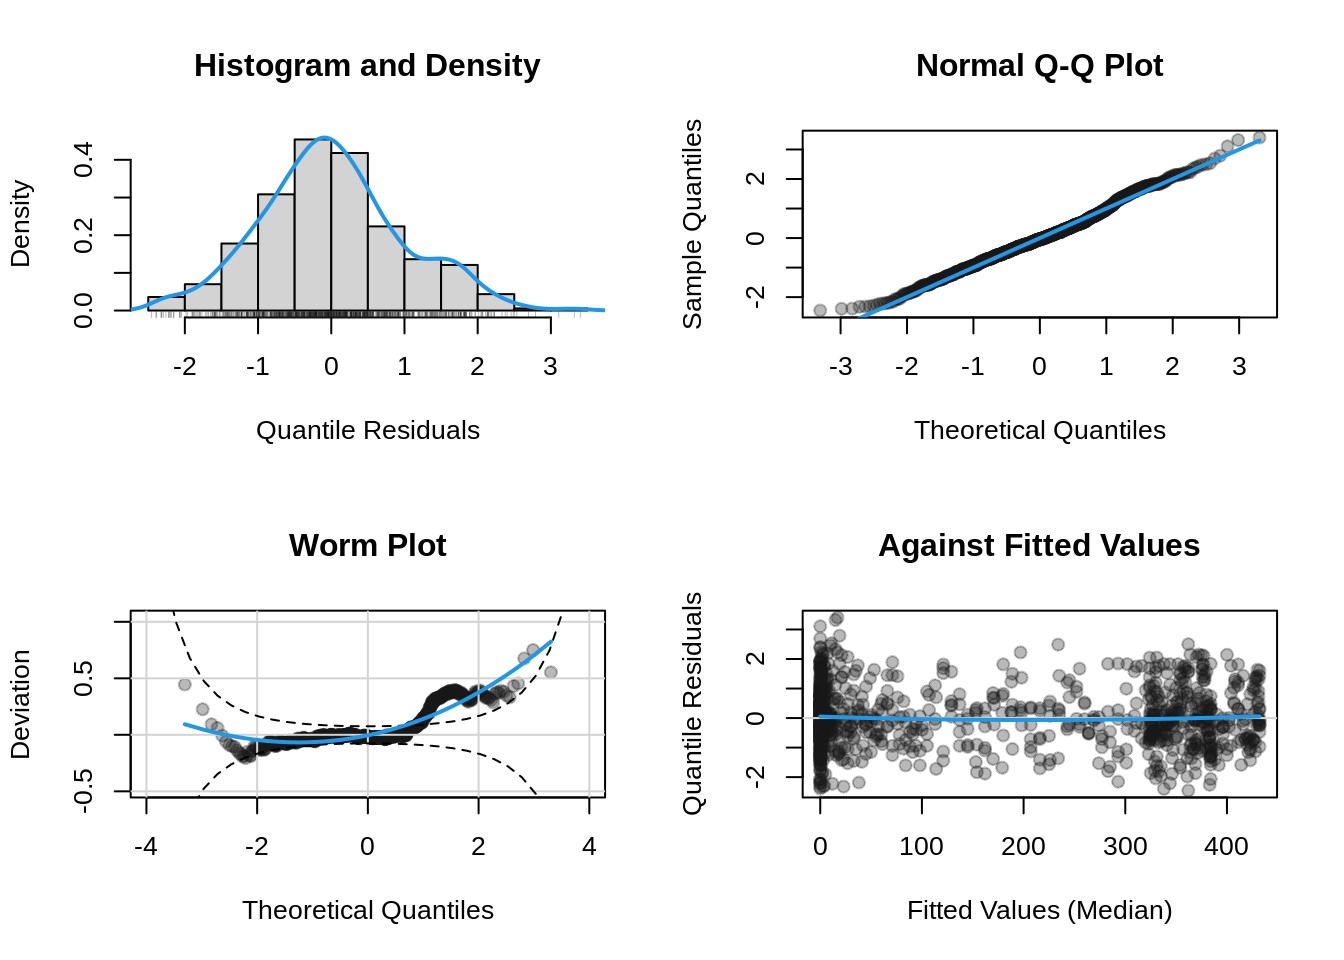 Histogram and Density
Density
0.0 0.2 0.4
-2 -1 0 1 2 3
Quantile Residuals
Normal Q-Q Plot
Sample Quantiles
-2 0 2
-3 -2 -1 0 1 2 3
Theoretical Quantiles
Worm Plot
Deviation
-0.5 0.5
-4 -2 0 2 4
Theoretical Quantiles
Against Fitted Values
Quantile Residuals
-2 0 2
0 100 200 300 400
Fitted Values (Median)